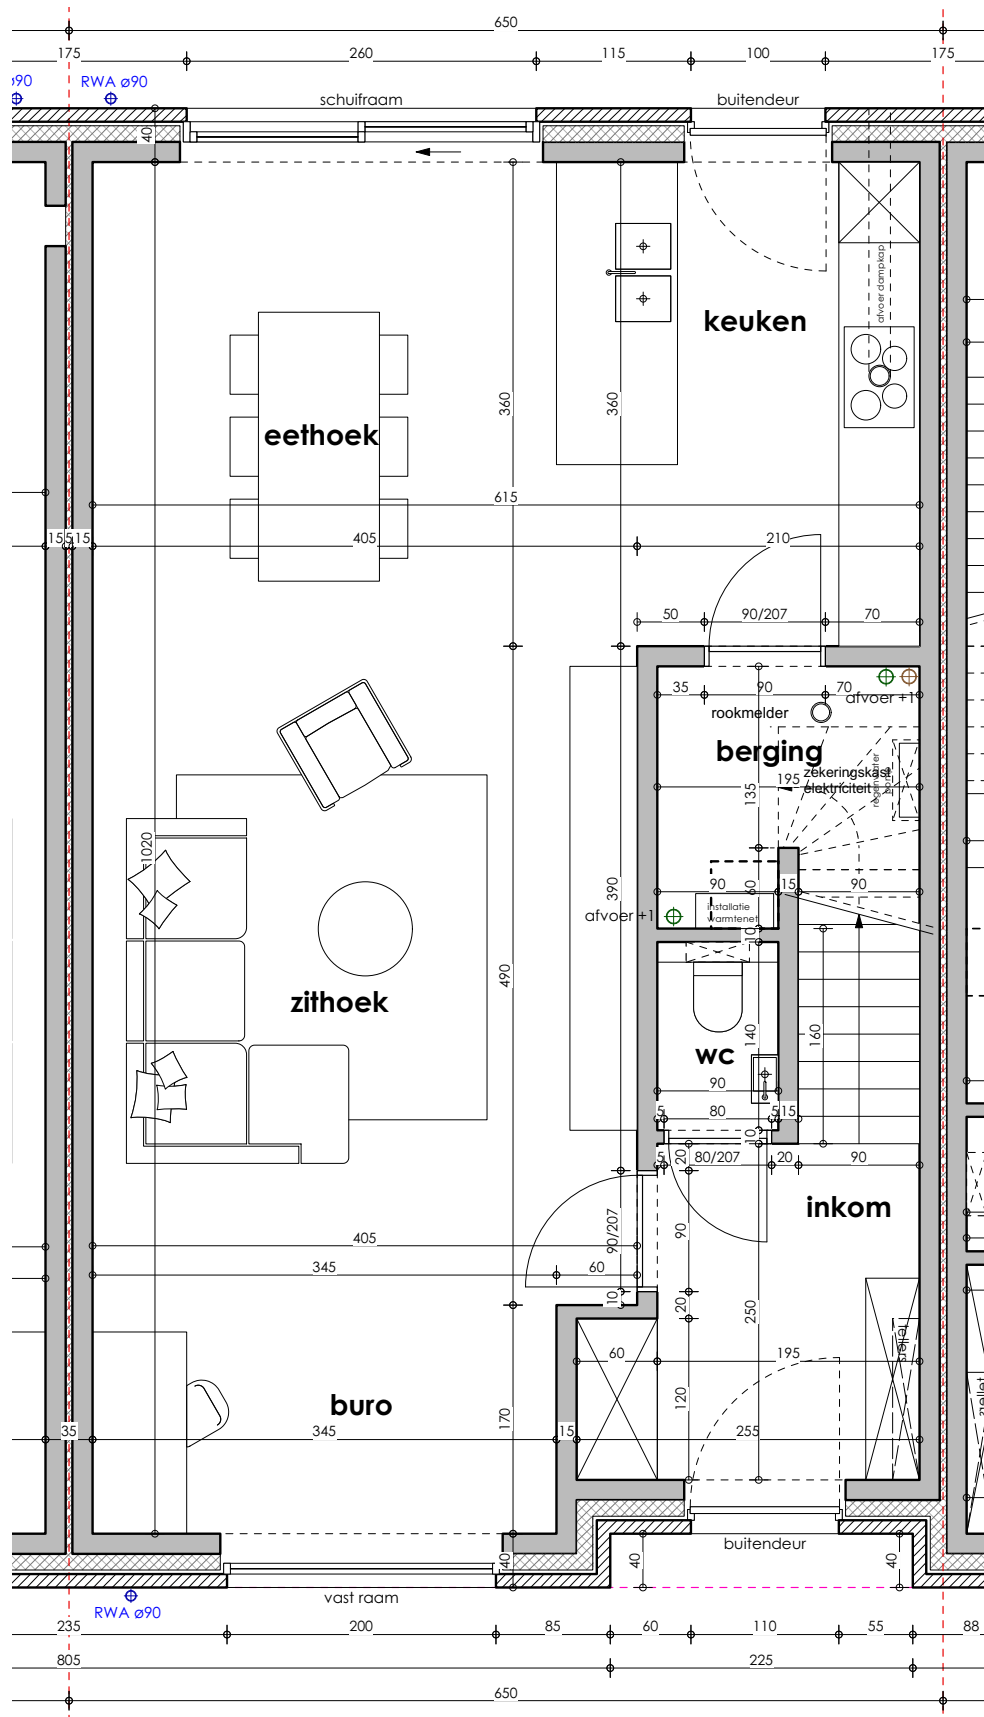 650
175 260 115 100 175
ø90 RWA ø90
schuifraam buitendeur
40
afvoer dampkap
keuken
360 360
eethoek
615
15 5 15 405 210
50 90/207 70
35 90 70
afvoer +1
rookmelder
berging
zekeringskast
elektriciteit
195
135
1020
390
90 60 15 90
installatie
warmtenet
afvoer +1
10
490
zithoek
140 160
wc
90
5 80 5 15
10
20 5 80/207 20 90
inkom
90/207 90
405
345 60
10 20 250
tellers
60 195
buro
120
170
35 345 15 255
teller
buitendeur
40 40 40
vast raam
RWA ø90
235 200 85 60 110 55 88
805 225
650